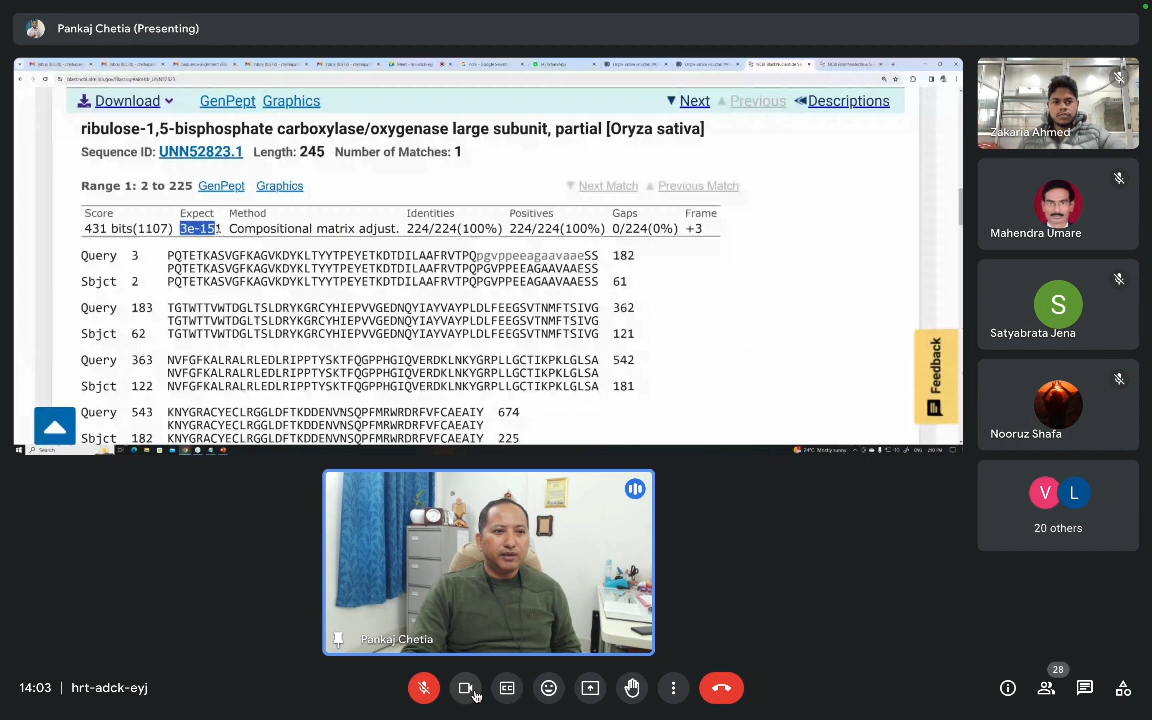 Pankaj Chetia (Presenting)
Download
GenPept Graphics
Next Previous Descriptions
ribulose-1,5-bisphosphate carboxylase/oxygenase large subunit, partial [Oryza sativa]
Sequence ID: UNN52823.1 Length: 245 Number of Matches: 1
Range 1: 2 to 225 GenPept Graphics Next Match Previous Match
Score Expect Method Identities Positives Gaps Frame
431 bits(1107) 3e-151 Compositional matrix adjust. 224/224(100%) 224/224(100%) 0/224(0%) +3
Query 3 PQTETKASVGFKAGVKDYKLTYYTPEYETKDTDILAAFRVTPQpgvppeeagaavaaeSS 182
PQTETKASVGFKAGVKDYKLTYYTPEYETKDTDILAAFRVTPQPGVPPEEAGAAVAAESS
Sbjct 2 PQTETKASVGFKAGVKDYKLTYYTPEYETKDTDILAAFRVTPQPGVPPEEAGAAVAAESS 61
Query 183 TGTWTTVWTDGLTSLDRYKGRCYHIEPVVGEDNQYIAYVAYPLDLFEEGSVTNMFTSIVG 362
TGTWTTVWTDGLTSLDRYKGRCYHIEPVVGEDNQYIAYVAYPLDLFEEGSVTNMFTSIVG
Sbjct 62 TGTWTTVWTDGLTSLDRYKGRCYHIEPVVGEDNQYIAYVAYPLDLFEEGSVTNMFTSIVG 121
Query 363 NVFGFKALRALRLEDLRIPPTYSKTFQGPPHGIQVERDKLNKYGRPLLGCTIKPKLGLSA 542
NVFGFKALRALRLEDLRIPPTYSKTFQGPPHGIQVERDKLNKYGRPLLGCTIKPKLGLSA
Sbjct 122 NVFGFKALRALRLEDLRIPPTYSKTFQGPPHGIQVERDKLNKYGRPLLGCTIKPKLGLSA 181
Query 543 KNYGRACYECLRGGLDFTKDDENVNSQPFMRWRDRFVFCAEAIY 674
KNYGRACYECLRGGLDFTKDDENVNSQPFMRWRDRFVFCAEAIY
Sbjct 182 KNYGRACYECLRGGLDFTKDDENVNSQPFMRWRDRFVFCAEAIY 225
Feedback
Search
Zakaria Ahmed
Mahendra Umare
S
Satyabrata Jena
Nooruz Shafa
V L
20 others
Pankaj Chetia
14:03 | hrt-adck-eyj
28